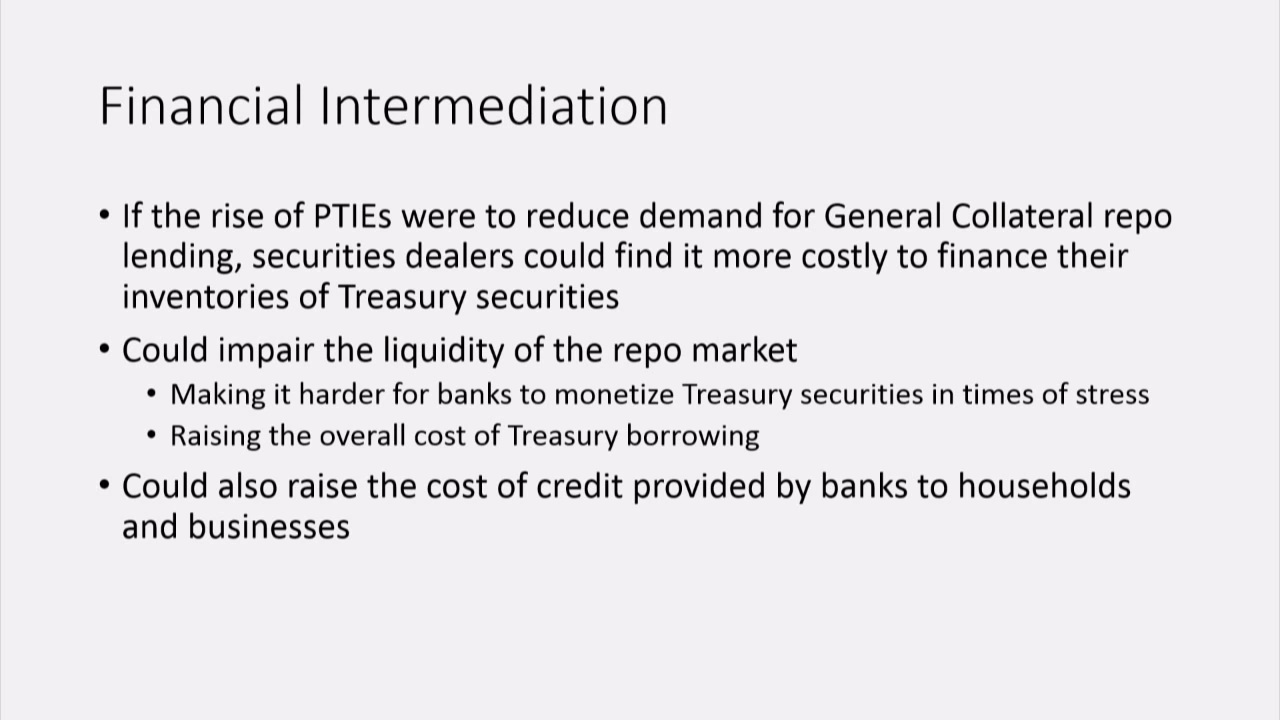 Financial Intermediation
• If the rise of PTIEs were to reduce demand for General Collateral repo
lending, securities dealers could find it more costly to finance their
inventories of Treasury securities
• Could impair the liquidity of the repo market
• Making it harder for banks to monetize Treasury securities in times of stress
• Raising the overall cost of Treasury borrowing
• Could also raise the cost of credit provided by banks to households
and businesses